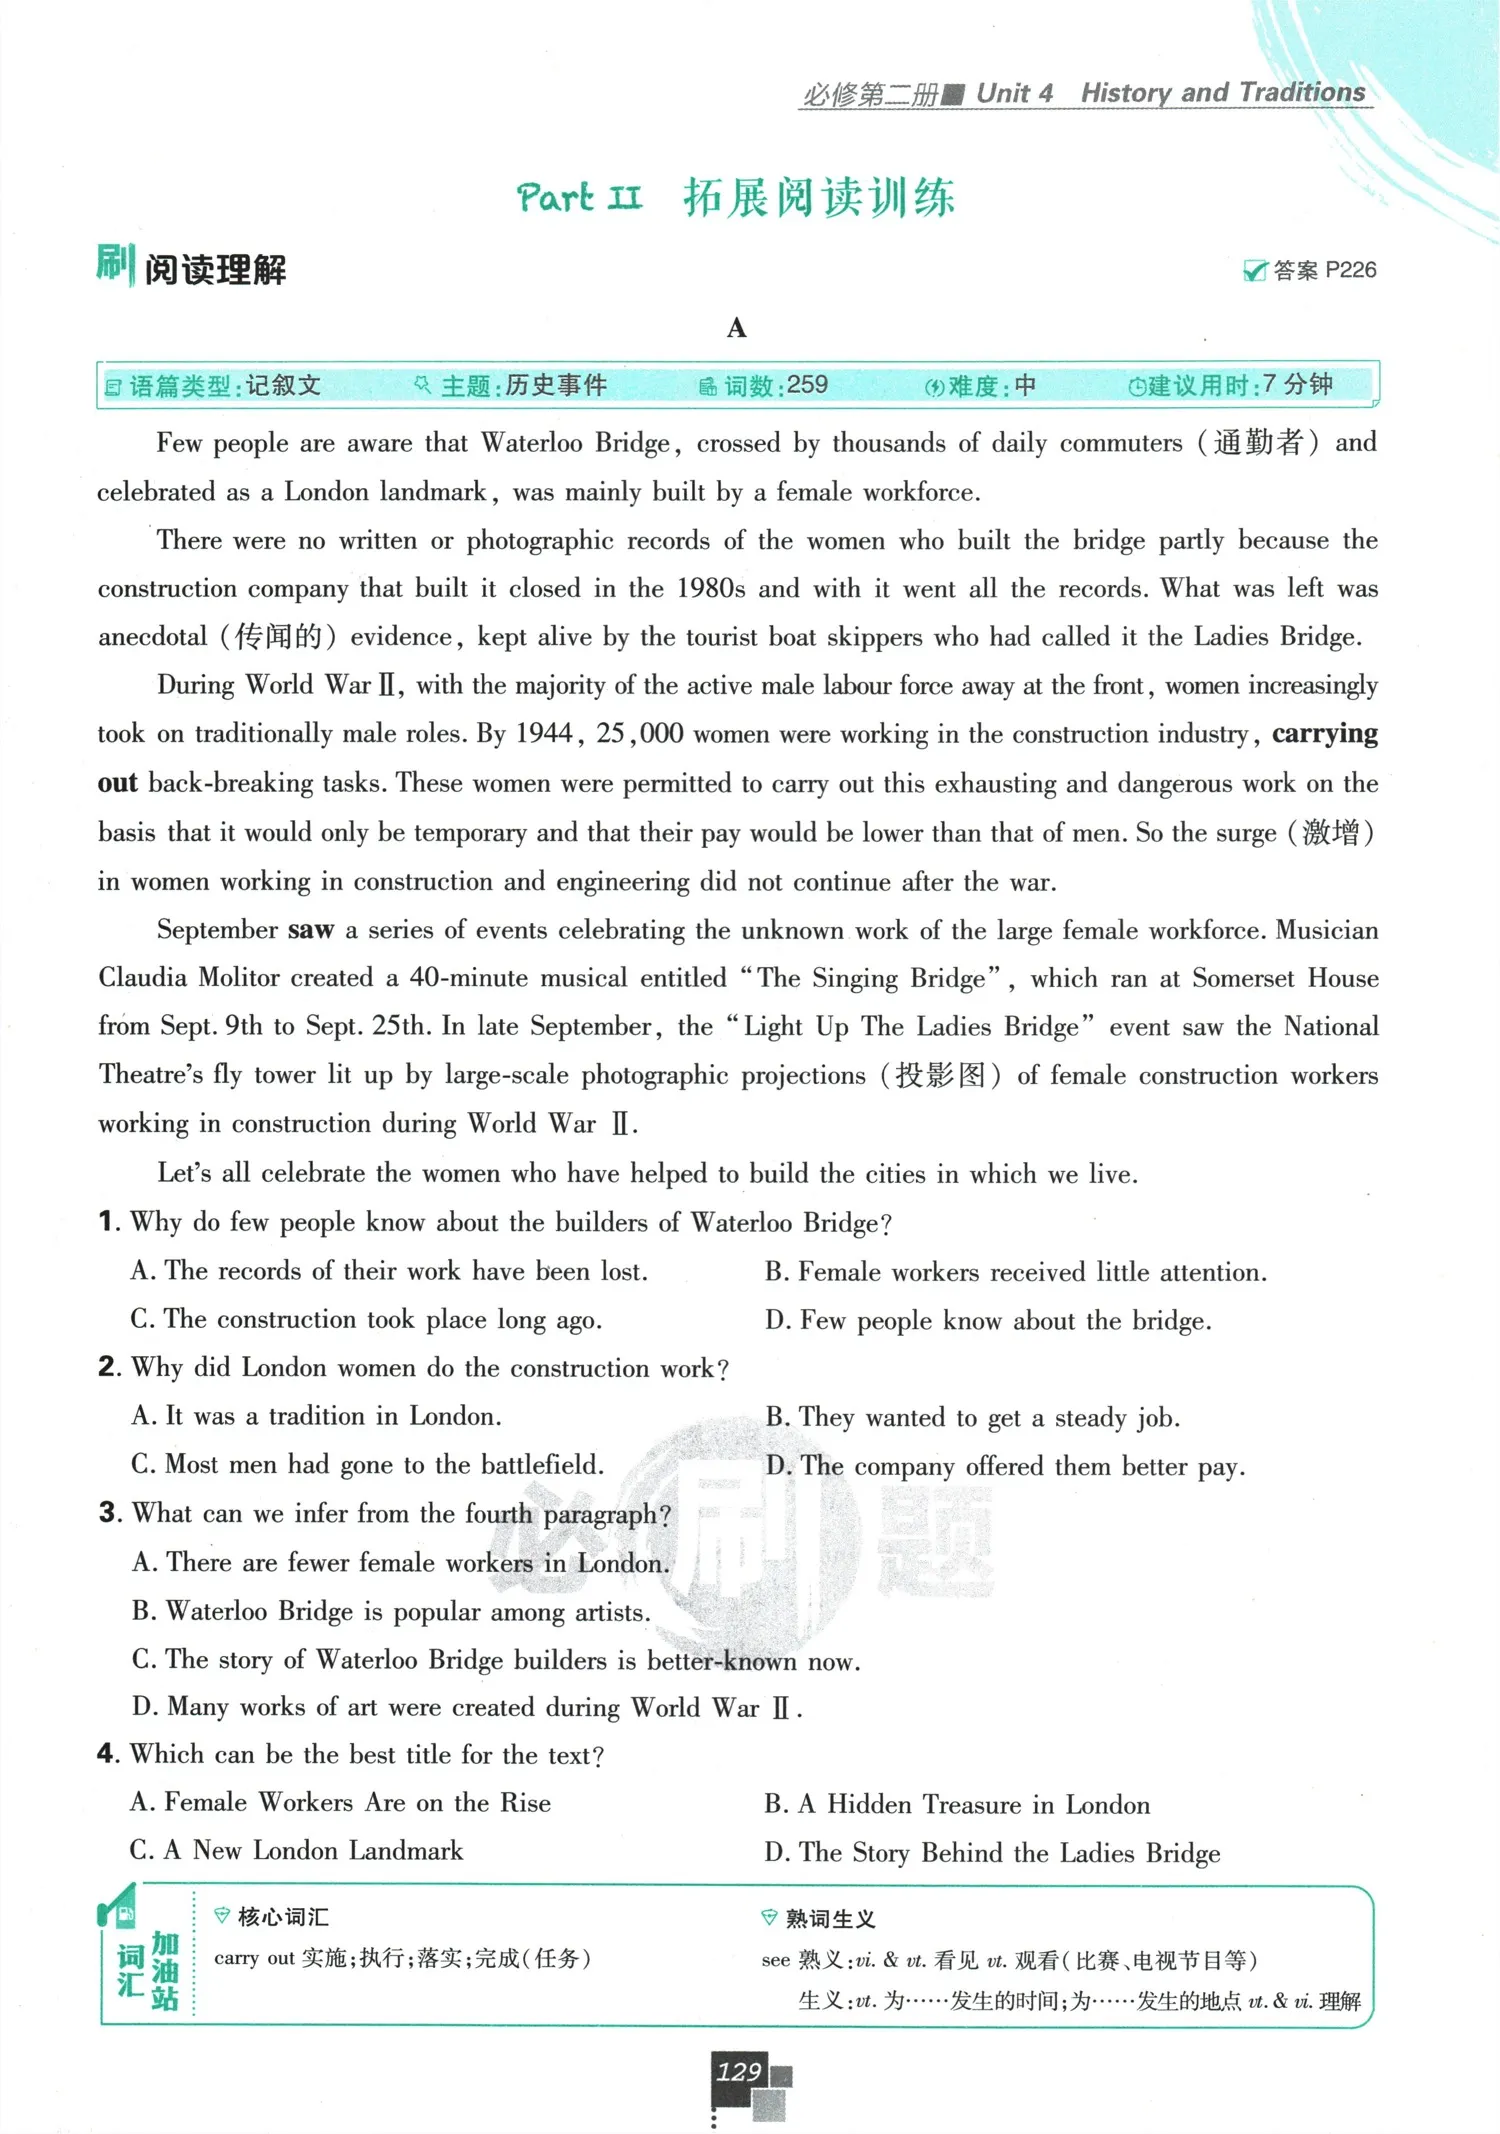 必修第二册■ Unit 4 History and Traditions
Part II 拓展阅读训练
刷 阅读理解
答案 P226
A
语篇类型:记叙文 主题:历史事件 词数:259 难度:中 建议用时:7 分钟
Few people are aware that Waterloo Bridge, crossed by thousands of daily commuters (通勤者) and
celebrated as a London landmark, was mainly built by a female workforce.
There were no written or photographic records of the women who built the bridge partly because the
construction company that built it closed in the 1980s and with it went all the records. What was left was
anecdotal (传闻的) evidence, kept alive by the tourist boat skippers who had called it the Ladies Bridge.
During World War Ⅱ, with the majority of the active male labour force away at the front, women increasingly
took on traditionally male roles. By 1944, 25,000 women were working in the construction industry, carrying
out back-breaking tasks. These women were permitted to carry out this exhausting and dangerous work on the
basis that it would only be temporary and that their pay would be lower than that of men. So the surge (激增)
in women working in construction and engineering did not continue after the war.
September saw a series of events celebrating the unknown work of the large female workforce. Musician
Claudia Molitor created a 40-minute musical entitled “The Singing Bridge”, which ran at Somerset House
from Sept. 9th to Sept. 25th. In late September, the “Light Up The Ladies Bridge” event saw the National
Theatre’s fly tower lit up by large-scale photographic projections (投影图) of female construction workers
working in construction during World War Ⅱ.
Let’s all celebrate the women who have helped to build the cities in which we live.
1. Why do few people know about the builders of Waterloo Bridge?
A. The records of their work have been lost. B. Female workers received little attention.
C. The construction took place long ago. D. Few people know about the bridge.
2. Why did London women do the construction work?
A. It was a tradition in London. B. They wanted to get a steady job.
C. Most men had gone to the battlefield. D. The company offered them better pay.
3. What can we infer from the fourth paragraph?
A. There are fewer female workers in London.
B. Waterloo Bridge is popular among artists.
C. The story of Waterloo Bridge builders is better-known now.
D. Many works of art were created during World War Ⅱ.
必刷题
4. Which can be the best title for the text?
A. Female Workers Are on the Rise B. A Hidden Treasure in London
C. A New London Landmark D. The Story Behind the Ladies Bridge
词汇加油站
核心词汇 熟词生义
carry out 实施;执行;落实;完成(任务) see 熟义:vi. & vt. 看见 vt. 观看(比赛、电视节目等)
生义:vt. 为……发生的时间;为……发生的地点 vt. & vi. 理解
129